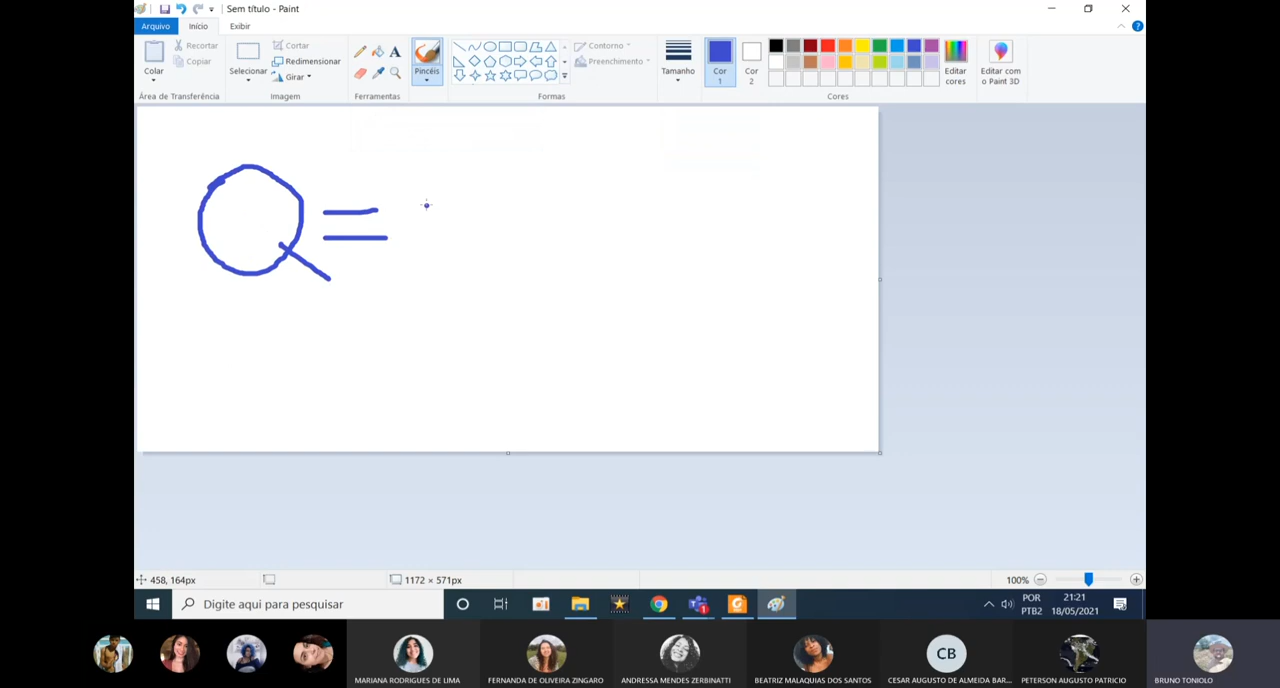 Sem título - Paint
Arquivo Início Exibir
Colar
Recortar
Copiar
Área de Transferência
Selecionar
Cortar
Redimensionar
Girar
Imagem
A
Ferramentas
Pincéis
Contorno
Preenchimento
Formas
Tamanho
Cor 1
Cor 2
Editar cores
Cores
Editar com o Paint 3D
Q =
458, 164px 1172 × 571px 100%
Digite aqui para pesquisar
1
POR
PTB2
21:21
18/05/2021
CB
MARIANA RODRIGUES DE LIMA FERNANDA DE OLIVEIRA ZINGARO ANDRESSA MENDES ZERBINATTI BEATRIZ MALAQUIAS DOS SANTOS CESAR AUGUSTO DE ALMEIDA BAR... PETERSON AUGUSTO PATRICIO BRUNO TONIOLO